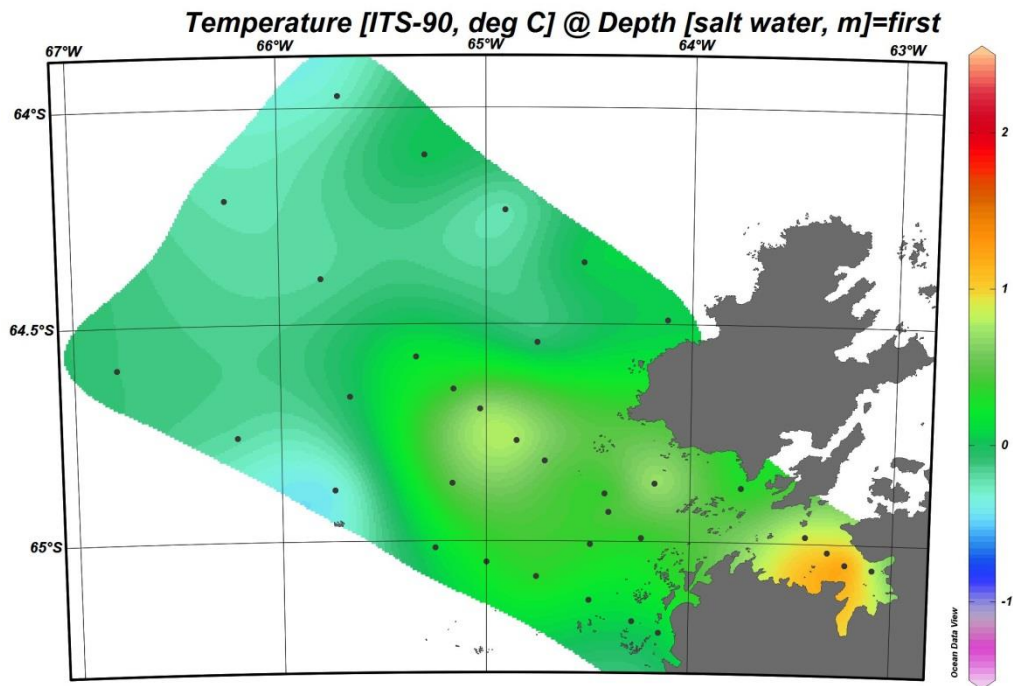 Temperature [ITS-90, deg C] @ Depth [salt water, m]=first
67°W 66°W 65°W 64°W 63°W
64°S
64.5°S
65°S
2
1
0
-1
Ocean Data View